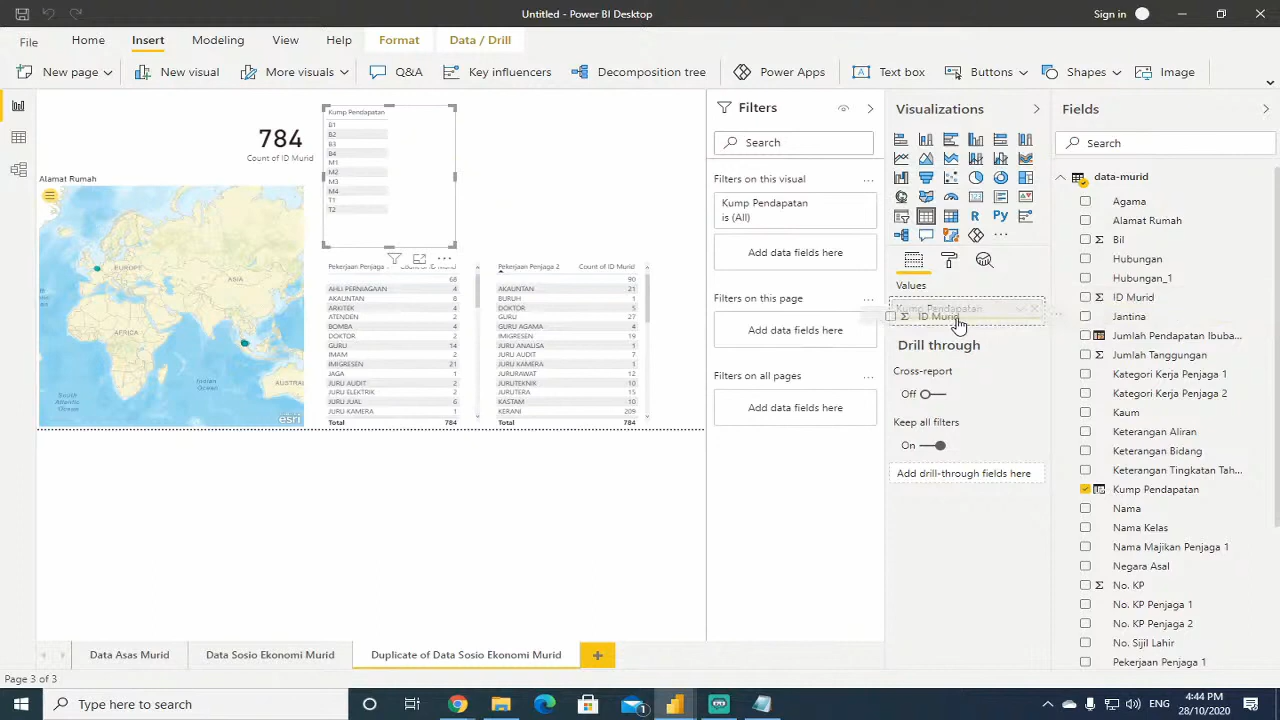 Untitled - Power BI Desktop
Sign in
File
Home
Insert
Modeling
View
Help
Format
Data / Drill
New page
New visual
More visuals
Q&A
Key influencers
Decomposition tree
Power Apps
Text box
Buttons
Shapes
Image
784
Count of ID Murid
Kump Pendapatan
B1
B2
B3
B4
M1
M2
M3
M4
T1
T2
Alamat Rumah
EUROPE
ASIA
AFRICA
Indian
Ocean
South
Atlantic
Ocean
AUSTRA
esri
Pekerjaan Penjaga
68
AHLI PERNIAGAAN 4
AKAUNTAN 8
ARKITEK 4
ATENDEN 2
BOMBA 4
DOKTOR 2
GURU 14
IMAM 2
IMIGRESEN 21
JAGA 1
JURU AUDIT 2
JURU ELEKTRIK 2
JURU JUAL 6
JURU KAMERA 1
Total 784
Pekerjaan Penjaga 2 Count of ID Murid
90
AKAUNTAN 21
BURUH 1
DOKTOR 5
GURU 27
GURU AGAMA 4
IMIGRESEN 19
JURU ANALISA 1
JURU AUDIT 7
JURU KAMERA 1
JURURAWAT 12
JURUTEKNIK 10
JURUTERA 15
KASTAM 10
KERANI 209
Total 784
Filters
Search
Filters on this visual
Kump Pendapatan
is (All)
Add data fields here
Filters on this page
Add data fields here
Filters on all pages
Add data fields here
Visualizations
R
Py
Values
Kump Pendapatan
ID Murid
Drill through
Cross-report
Off
Keep all filters
On
Add drill-through fields here
Fields
Search
data-murid
Agama
Alamat Rumah
Bil
Hubungan
Hubungan_1
ID Murid
Jantina
Jumlah Pendapatan Ibuba...
Jumlah Tanggungan
Kategori Kerja Penjaga 1
Kategori Kerja Penjaga 2
Kaum
Keterangan Aliran
Keterangan Bidang
Keterangan Tingkatan Tah...
Kump Pendapatan
Nama
Nama Kelas
Nama Majikan Penjaga 1
Negara Asal
No. KP
No. KP Penjaga 1
No. KP Penjaga 2
No. Sijil Lahir
Pekerjaan Penjaga 1
Data Asas Murid
Data Sosio Ekonomi Murid
Duplicate of Data Sosio Ekonomi Murid
Page 3 of 3
Type here to search
1
ENG
4:44 PM
28/10/2020